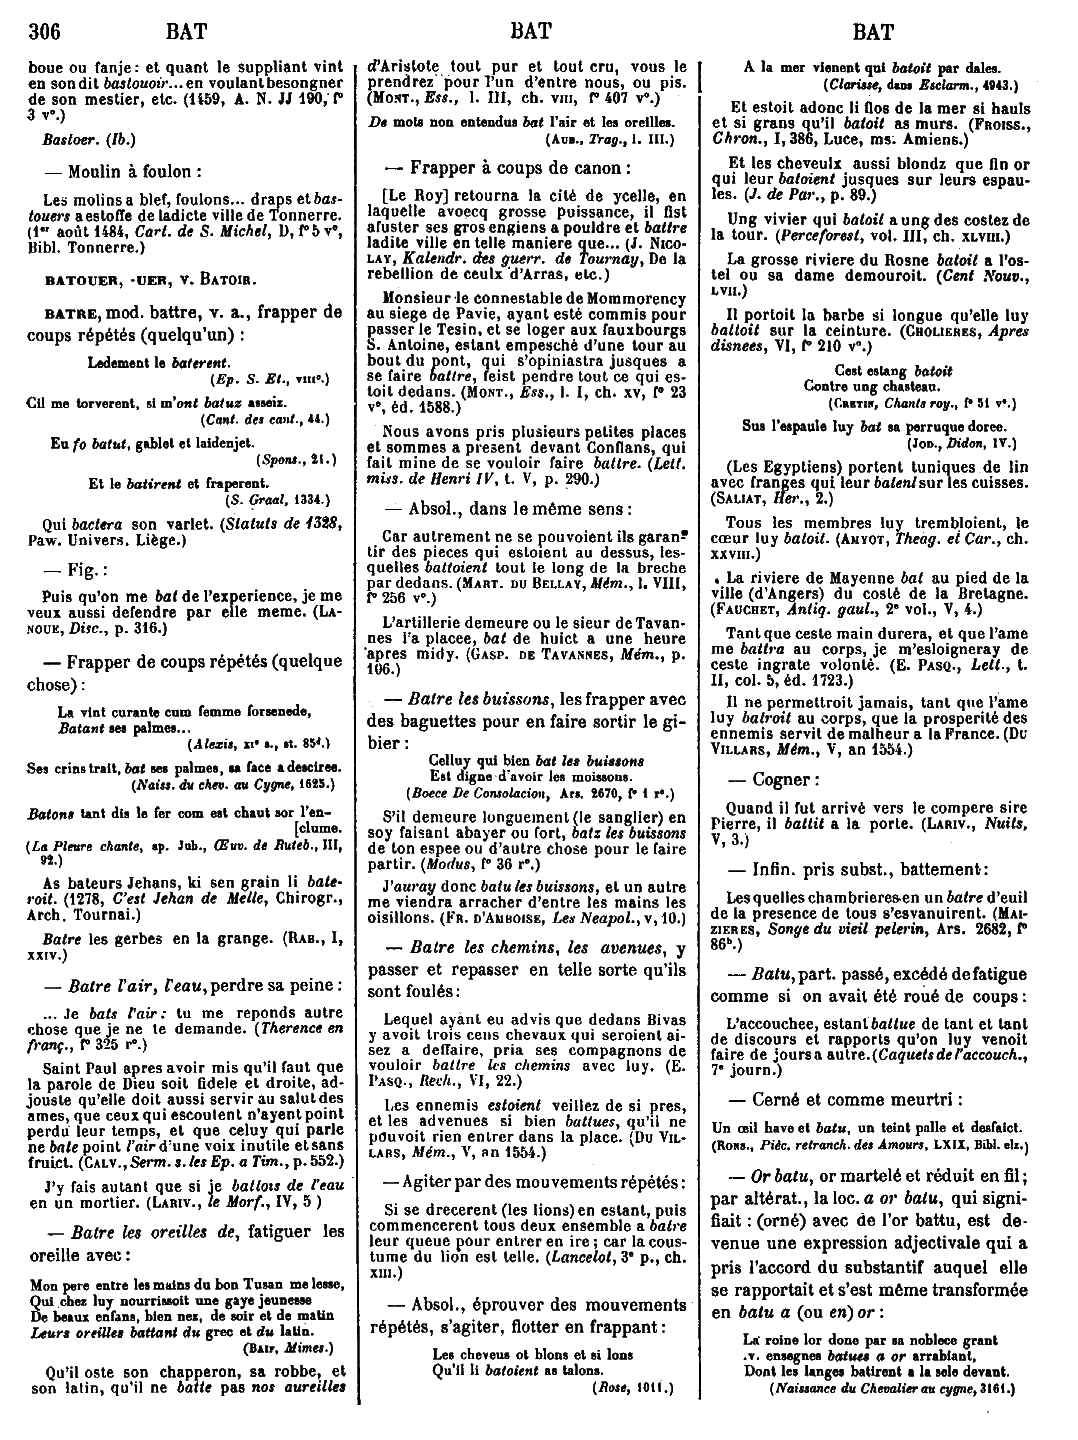 306 BAT BAT BAT
boue ou fanje: et quant le suppliant vint
en son dit bastouoir... en voulant besongner
de son mestier, etc. (1459, A. N. JJ 190, f°
3 v°.)
Bastoer. (Ib.)
— Moulin à foulon :
Les molins a blef, foulons... draps et bas-
touers a estoffe de ladicte ville de Tonnerre.
(1er août 1484, Cart. de S. Michel, D, f° 5 v°,
Bibl. Tonnerre.)
BATOUER, -UER, v. BATOIR.
BATRE, mod. battre, v. a., frapper de
coups répétés (quelqu'un) :
Ledement le baterent.
(Ep. S. Et., VIII°.)
Cil me torverent, si m'ont batuz asseiz.
(Cant. des cant., 44.)
Eu fo batut, gablet et laidenjet.
(Spons., 21.)
Et le batirent et fraperent.
(S. Graal, 1334.)
Qui bactera son varlet. (Statuts de 1328,
Paw. Univers. Liège.)
— Fig. :
Puis qu'on me bat de l'experience, je me
veux aussi defendre par elle meme. (LA-
NOUE, Disc., p. 316.)
— Frapper de coups répétés (quelque
chose) :
La vint curante cum femme forsenede,
Batant ses palmes...
(Alexis, XI° s., st. 85d.)
Ses crins trait, bat ses palmes, sa face a desciree.
(Naiss. du chev. au Cygne, 1625.)
Batons tant dis le fer com est chaut sor l'en-
[clume.
(La Pleure chante, ap. Jub., Œuv. de Ruteb., III,
92.)
As bateurs Jehans, ki sen grain li bate-
roit. (1278, C'est Jehan de Melle, Chirogr.,
Arch. Tournai.)
Batre les gerbes en la grange. (RAB., I,
XXIV.)
— Batre l'air, l'eau, perdre sa peine :
... Je bats l'air : tu me reponds autre
chose que je ne te demande. (Therence en
franç., f° 325 r°.)
Saint Paul apres avoir mis qu'il faut que
la parole de Dieu soit fidele et droite, ad-
jouste qu'elle doit aussi servir au salut des
ames, que ceux qui escoutent n'ayent point
perdu leur temps, et que celuy qui parle
ne bate point l'air d'une voix inutile et sans
fruict. (CALV., Serm. s. les Ep. a Tim., p. 552.)
J'y fais autant que si je battois de l'eau
en un mortier. (LARIV., le Morf., IV, 5 )
— Batre les oreilles de, fatiguer les
oreille avec :
Mon pere entre les mains du bon Tusan me lesse,
Qui chez luy nourrissoit une gaye jeunesse
De beaux enfans, bien nez, de soir et de matin
Leurs oreilles battant du grec et du latin.
(BAIF, Mimes.)
Qu'il oste son chapperon, sa robbe, et
son latin, qu'il ne batte pas nos aureilles
d'Aristote tout pur et tout cru, vous le
prendrez pour l'un d'entre nous, ou pis.
(MONT., Ess., l. III, ch. VIII, f° 407 v°.)
De mots non entendus bat l'air et les oreilles.
(AUB., Trag., l. III.)
— Frapper à coups de canon :
[Le Roy] retourna la cité de ycelle, en
laquelle avoecq grosse puissance, il fist
afuster ses gros engiens a pouldre et battre
ladite ville en telle maniere que... (J. NICO-
LAY, Kalendr. des guerr. de Tournay, De la
rebellion de ceulx d'Arras, etc.)
Monsieur le connestable de Mommorency
au siege de Pavie, ayant esté commis pour
passer le Tesin, et se loger aux fauxbourgs
S. Antoine, estant empesché d'une tour au
bout du pont, qui s'opiniastra jusques a
se faire battre, feist pendre tout ce qui es-
toit dedans. (MONT., Ess., l. I, ch. XV, f° 23
v°, éd. 1588.)
Nous avons pris plusieurs petites places
et sommes a present devant Conflans, qui
fait mine de se vouloir faire battre. (Lett.
miss. de Henri IV, t. V, p. 290.)
— Absol., dans le même sens :
Car autrement ne se pouvoient ils garan-
tir des pieces qui estoient au dessus, les-
quelles battoient tout le long de la breche
par dedans. (MART. DU BELLAY, Mém., l. VIII,
f° 256 v°.)
L'artillerie demeure ou le sieur de Tavan-
nes l'a placee, bat de huict a une heure
apres midy. (GASP. DE TAVANNES, Mém., p.
106.)
— Batre les buissons, les frapper avec
des baguettes pour en faire sortir le gi-
bier :
Celluy qui bien bat les buissons
Est digne d'avoir les moissons.
(Boece De Consolacion, Ars. 2670, f° 1 r°.)
S'il demeure longuement (le sanglier) en
soy faisant abayer ou fort, batz les buissons
de ton espee ou d'autre chose pour le faire
partir. (Modus, f° 36 r°.)
J'auray donc batu les buissons, et un autre
me viendra arracher d'entre les mains les
oisillons. (FR. D'AMBOISE, Les Neapol., v, 10.)
— Batre les chemins, les avenues, y
passer et repasser en telle sorte qu'ils
sont foulés :
Lequel ayant eu advis que dedans Bivas
y avoit trois cens chevaux qui seroient ai-
sez a deffaire, pria ses compagnons de
vouloir battre les chemins avec luy. (E.
PASQ., Rech., VI, 22.)
Les ennemis estoient veillez de si pres,
et les advenues si bien battues, qu'il ne
pouvoit rien entrer dans la place. (DU VIL-
LARS, Mém., V, an 1554.)
— Agiter par des mouvements répétés :
Si se drecerent (les lions) en estant, puis
commencerent tous deux ensemble a batre
leur queue pour entrer en ire ; car la cous-
tume du lion est telle. (Lancelot, 3° p., ch.
XIII.)
— Absol., éprouver des mouvements
répétés, s'agiter, flotter en frappant :
Les cheveus ot blons et si lons
Qu'il li batoient as talons.
(Rose, 1011.)
A la mer vienent qui batoit par dales.
(Clarisse, dans Esclarm., 4943.)
Et estoit adonc li flos de la mer si hauls
et si grans qu'il batoit as murs. (FROISS.,
Chron., I, 386, Luce, ms. Amiens.)
Et les cheveulx aussi blondz que fin or
qui leur batoient jusques sur leurs espau-
les. (J. de Par., p. 89.)
Ung vivier qui batoit a ung des costez de
la tour. (Perceforest, vol. III, ch. XLVIII.)
La grosse riviere du Rosne batoit a l'os-
tel ou sa dame demouroit. (Cent Nouv.,
LVII.)
Il portoit la barbe si longue qu'elle luy
battoit sur la ceinture. (CHOLIERES, Apres
disnees, VI, f° 210 v°.)
Cest estang batoit
Contre ung chasteau.
(CRETIN, Chants roy., f° 51 v°.)
Sus l'espaule luy bat sa perruque doree.
(JOD., Didon, IV.)
(Les Egyptiens) portent tuniques de lin
avec franges qui leur batent sur les cuisses.
(SALIAT, Her., 2.)
Tous les membres luy trembloient, le
cœur luy batoit. (AMYOT, Theag. et Car., ch.
XXVIII.)
La riviere de Mayenne bat au pied de la
ville (d'Angers) du costé de la Bretagne.
(FAUCHET, Antiq. gaul., 2° vol., V, 4.)
Tant que ceste main durera, et que l'ame
me battra au corps, je m'esloigneray de
ceste ingrate volonté. (E. PASQ., Lett., t.
II, col. 5, éd. 1723.)
Il ne permettroit jamais, tant que l'ame
luy batroit au corps, que la prosperité des
ennemis servit de malheur a la France. (DU
VILLARS, Mém., V, an 1554.)
— Cogner :
Quand il fut arrivé vers le compere sire
Pierre, il battit a la porte. (LARIV., Nuits,
V, 3.)
— Infin. pris subst., battement :
Les quelles chambrieres en un batre d'euil
de la presence de tous s'esvanuirent. (MAI-
ZIERES, Songe du vieil pelerin, Ars. 2682, f°
86b.)
— Batu, part. passé, excédé de fatigue
comme si on avait été roué de coups :
L'accouchee, estant battue de tant et tant
de discours et rapports qu'on luy venoit
faire de jours a autre. (Caquets de l'accouch.,
7° journ.)
— Cerné et comme meurtri :
Un œil have et batu, un teint palle et desfaict.
(RONS., Piéc. retranch. des Amours, LXIX, Bibl. elz.)
— Or batu, or martelé et réduit en fil ;
par altérat., la loc. a or batu, qui signi-
fiait : (orné) avec de l'or battu, est de-
venue une expression adjectivale qui a
pris l'accord du substantif auquel elle
se rapportait et s'est même transformée
en batu a (ou en) or :
La roine lor done par sa noblece grant
.v. ensegnes batues a or arrabiant,
Dont les langes batirent a la sele devant.
(Naissance du Chevalier au cygne, 3161.)